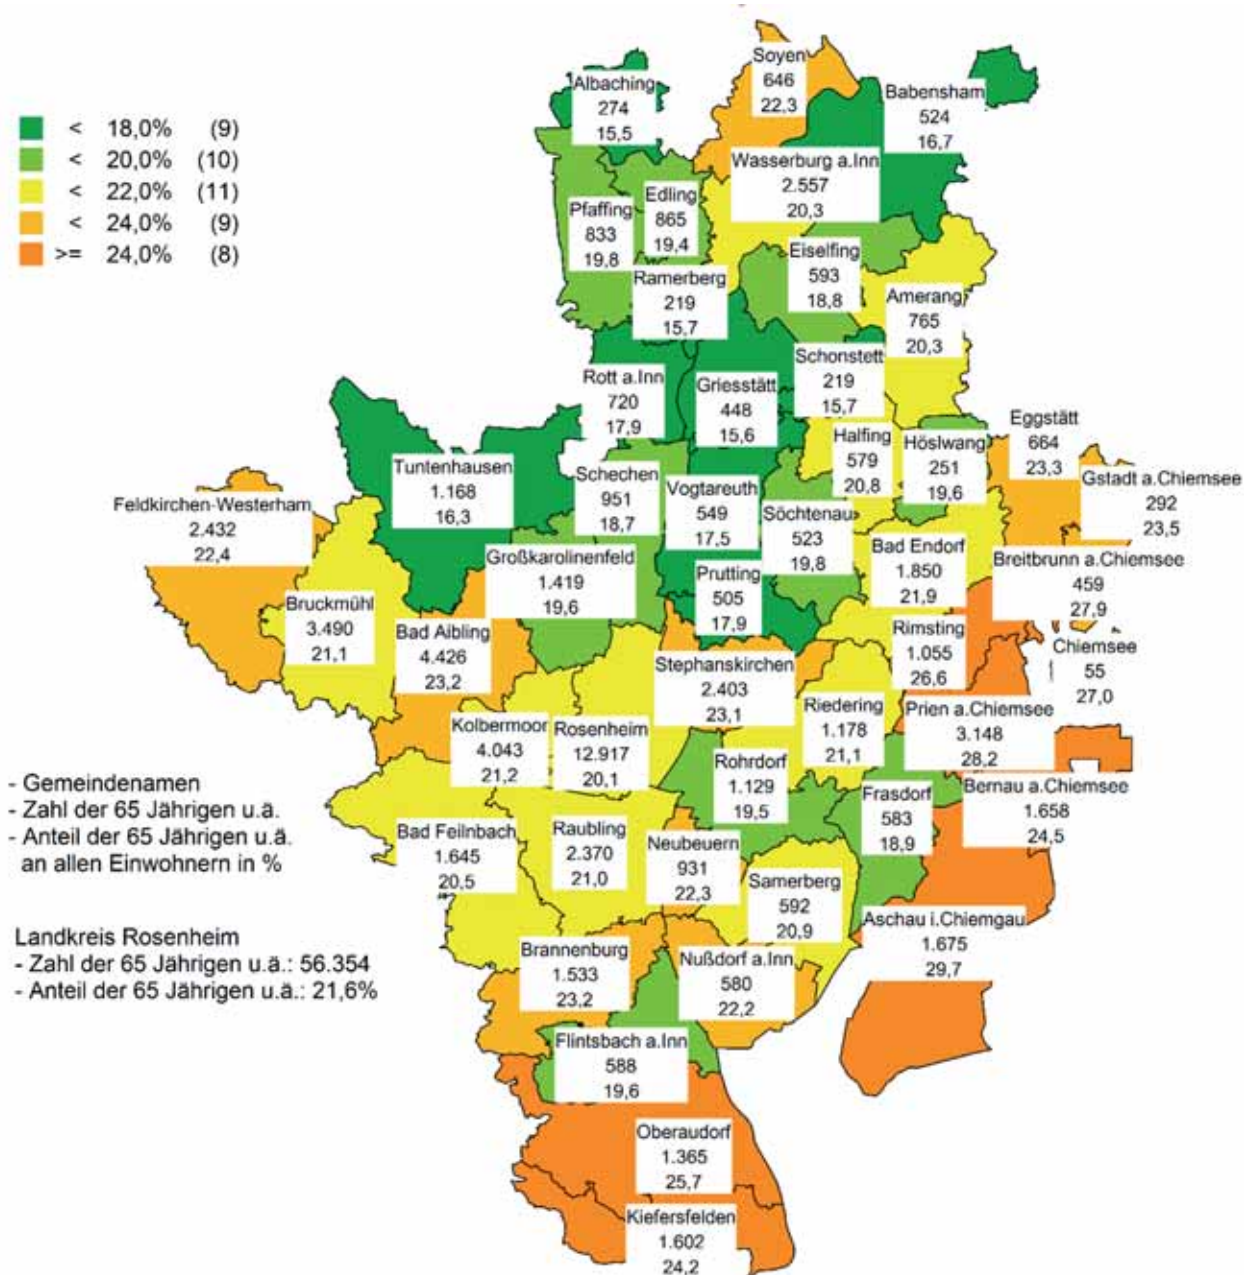 < 18,0% (9)
< 20,0% (10)
< 22,0% (11)
< 24,0% (9)
>= 24,0% (8)
Soyen
646
22,3
Albaching
274
15,5
Babensham
524
16,7
Wasserburg a.Inn
2.557
20,3
Edling
865
19,4
Pfaffing
833
19,8
Eiselfing
593
18,8
Ramerberg
219
15,7
Amerang
765
20,3
Schonstett
219
15,7
Rott a.Inn
720
17,9
Griesstätt
448
15,6
Eggstätt
664
23,3
Halfing
579
20,8
Höslwang
251
19,6
Tuntenhausen
1.168
16,3
Schechen
951
18,7
Gstadt a.Chiemsee
292
23,5
Vogtareuth
549
17,5
Söchtenau
523
19,8
Feldkirchen-Westerham
2.432
22,4
Bad Endorf
1.850
21,9
Großkarolinenfeld
1.419
19,6
Breitbrunn a.Chiemsee
459
27,9
Prutting
505
17,9
Bruckmühl
3.490
21,1
Bad Aibling
4.426
23,2
Rimsting
1.055
26,6
Chiemsee
55
27,0
Stephanskirchen
2.403
23,1
Riedering
1.178
21,1
Prien a.Chiemsee
3.148
28,2
Kolbermoor
4.043
21,2
Rosenheim
12.917
20,1
Rohrdorf
1.129
19,5
Frasdorf
583
18,9
Bernau a.Chiemsee
1.658
24,5
- Gemeindenamen
- Zahl der 65 Jährigen u.ä.
- Anteil der 65 Jährigen u.ä.
an allen Einwohnern in %
Bad Feilnbach
1.645
20,5
Raubling
2.370
21,0
Neubeuern
931
22,3
Samerberg
592
20,9
Aschau i.Chiemgau
1.675
29,7
Landkreis Rosenheim
- Zahl der 65 Jährigen u.ä.: 56.354
- Anteil der 65 Jährigen u.ä.: 21,6%
Brannenburg
1.533
23,2
Nußdorf a.Inn
580
22,2
Flintsbach a.Inn
588
19,6
Oberaudorf
1.365
25,7
Kiefersfelden
1.602
24,2